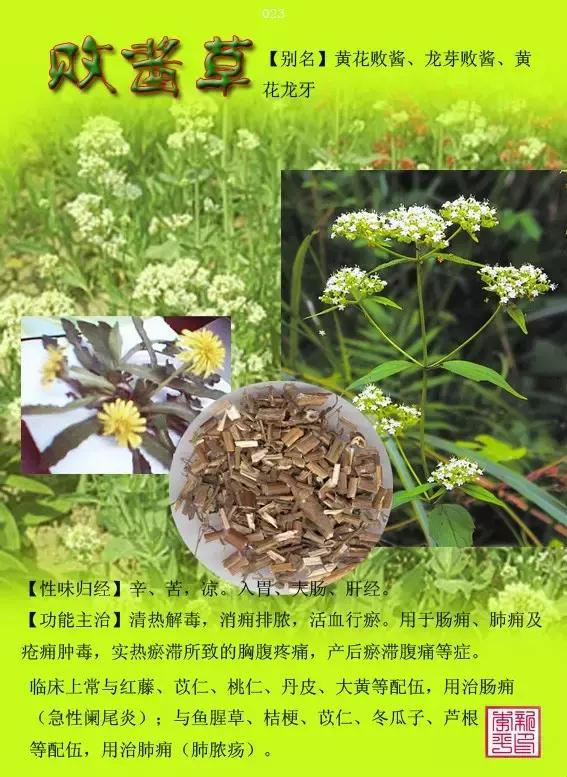 023
败酱草
【别名】黄花败酱、龙芽败酱、黄
花龙牙
【性味归经】辛、苦，凉。入胃、大肠、肝经。
【功能主治】清热解毒，消痈排脓，活血行瘀。用于肠痈、肺痈及
疮痈肿毒，实热瘀滞所致的胸腹疼痛，产后瘀滞腹痛等症。
临床上常与红藤、苡仁、桃仁、丹皮、大黄等配伍，用治肠痈
（急性阑尾炎）；与鱼腥草、桔梗、苡仁、冬瓜子、芦根
等配伍，用治肺痈（肺脓疡）。